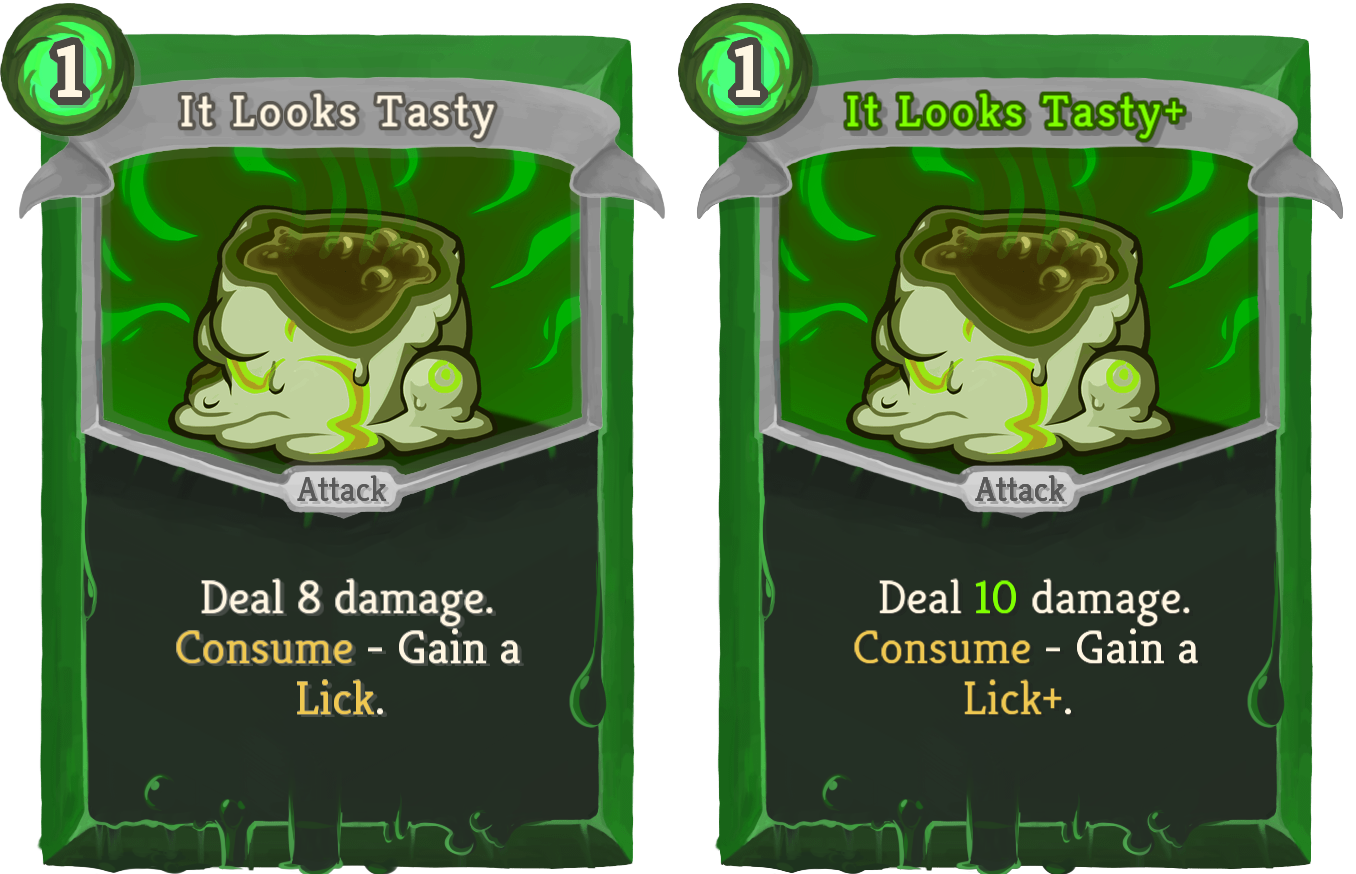 1
It Looks Tasty
Attack
Deal 8 damage.
Consume - Gain a
Lick.
1
It Looks Tasty+
Attack
Deal 10 damage.
Consume - Gain a
Lick+.